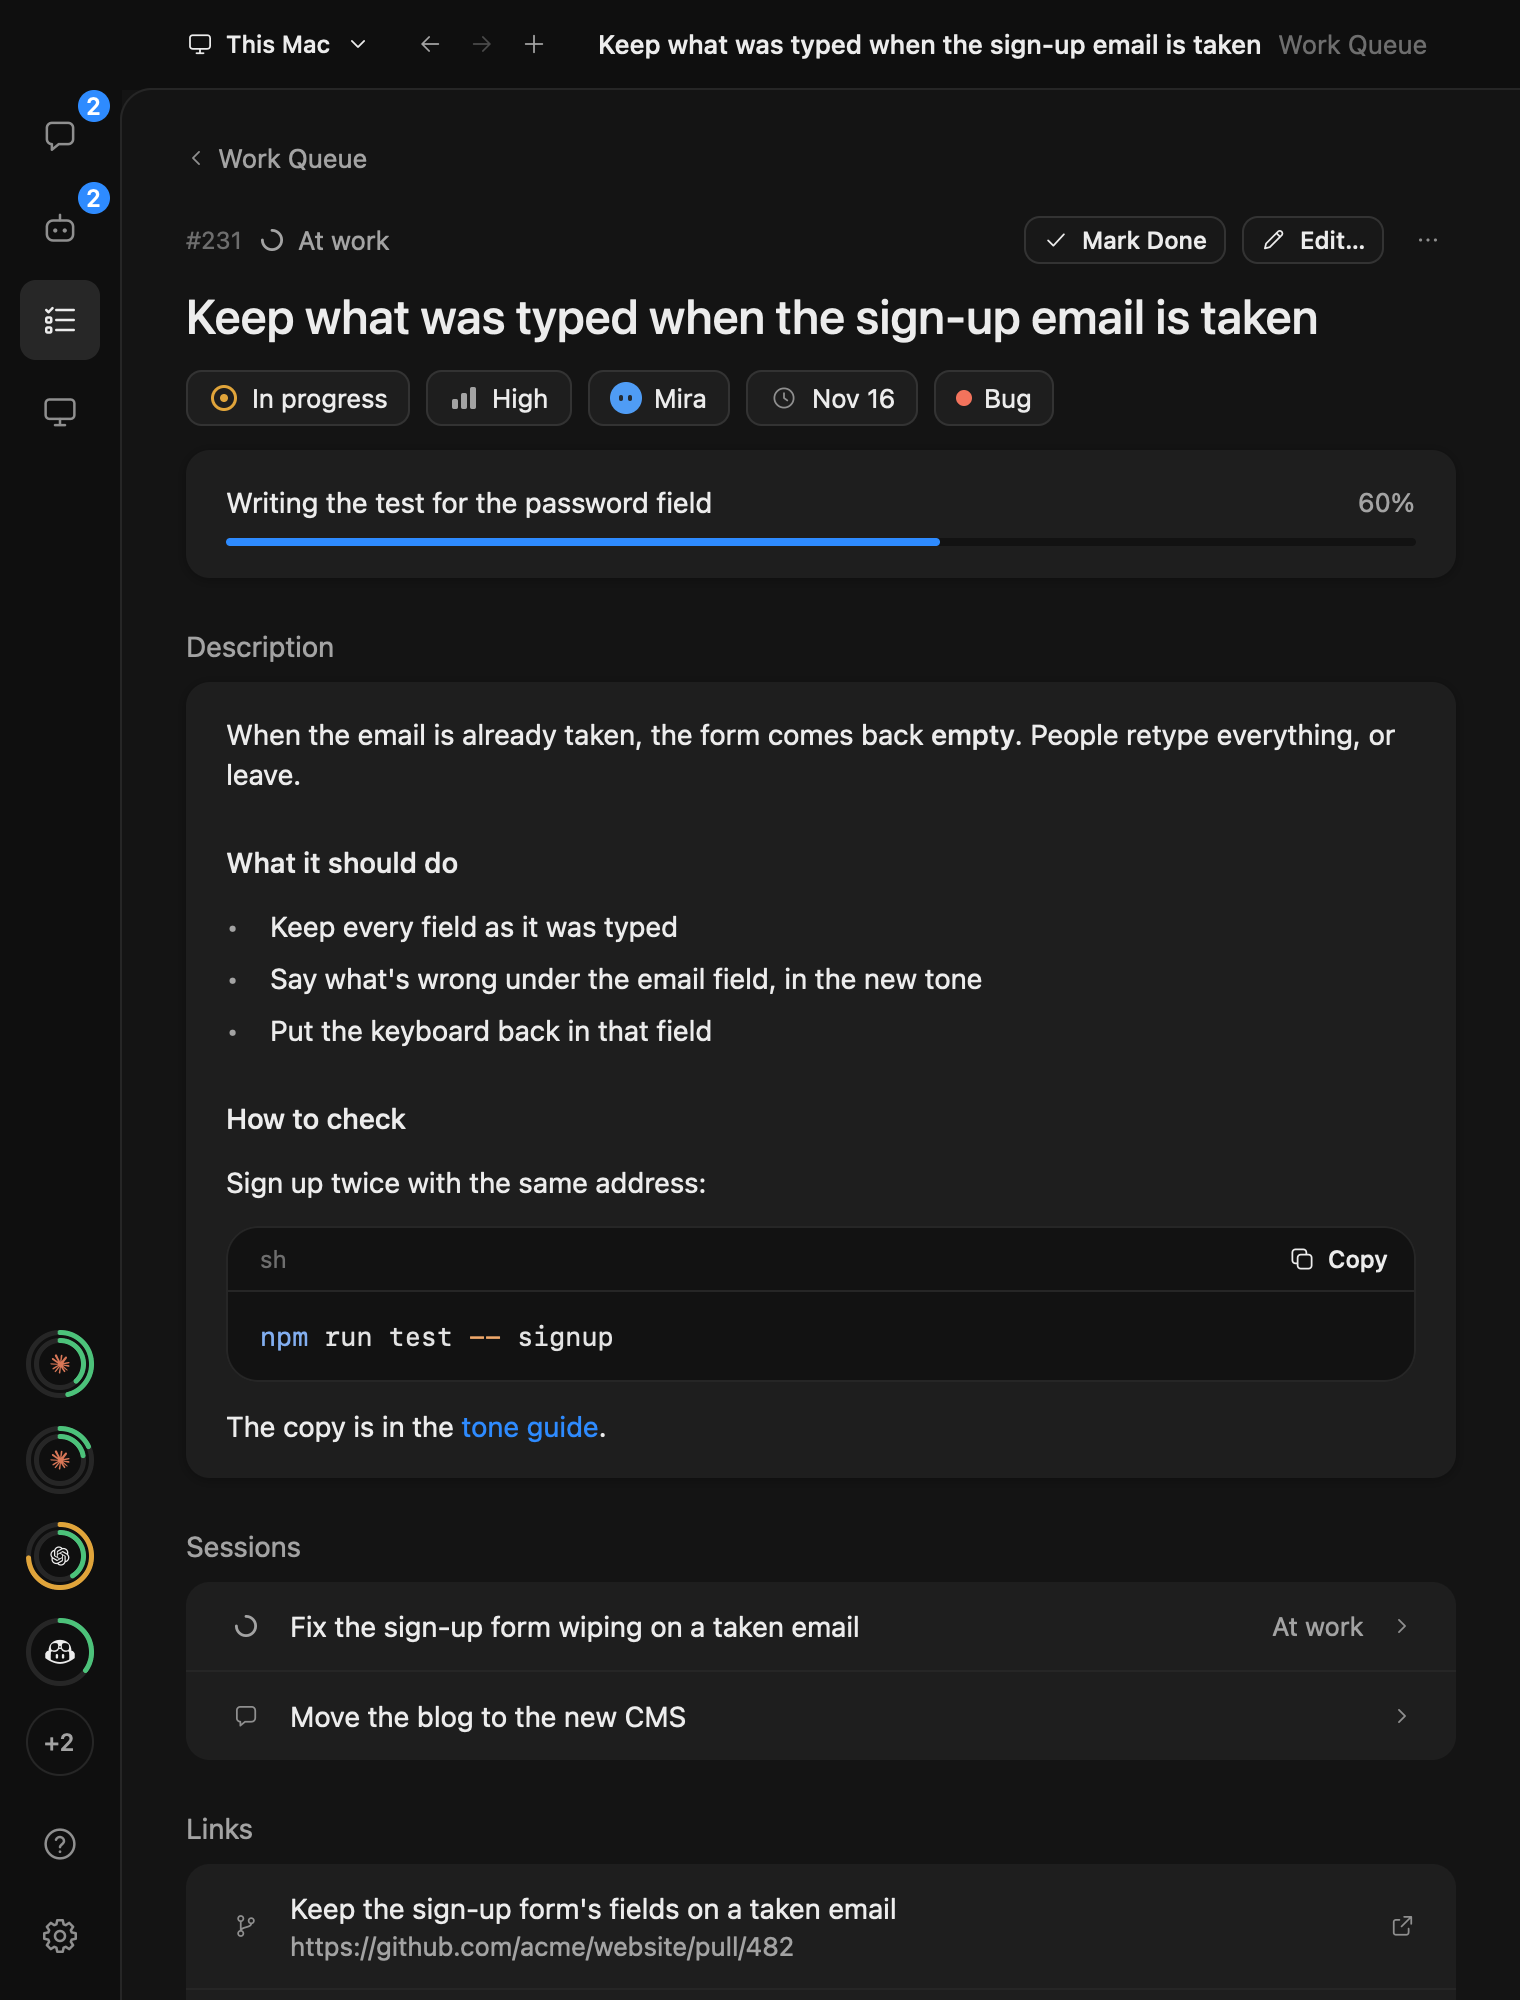 This Mac
Keep what was typed when the sign-up email is taken Work Queue
2
2
Work Queue
#231 At work
Mark Done
Edit...
Keep what was typed when the sign-up email is taken
In progress
High
Mira
Nov 16
Bug
Writing the test for the password field 60%
Description
When the email is already taken, the form comes back empty. People retype everything, or
leave.
What it should do
• Keep every field as it was typed
• Say what's wrong under the email field, in the new tone
• Put the keyboard back in that field
How to check
Sign up twice with the same address:
sh
Copy
npm run test -- signup
The copy is in the tone guide.
Sessions
Fix the sign-up form wiping on a taken email At work
Move the blog to the new CMS
+2
Links
Keep the sign-up form's fields on a taken email
https://github.com/acme/website/pull/482